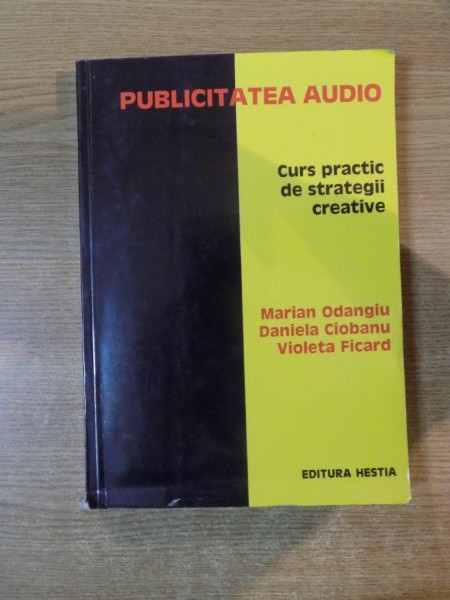 PUBLICITATEA AUDIO
Curs practic
de strategii
creative
Marian Odangiu
Daniela Ciobanu
Violeta Ficard
EDITURA HESTIA